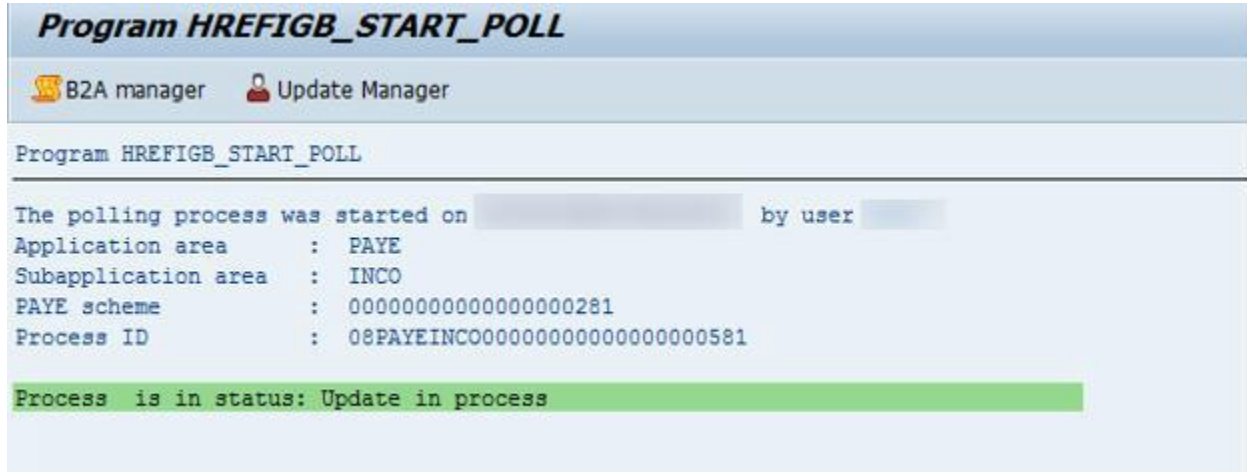 Program HREFIGB_START_POLL
B2A manager Update Manager
Program HREFIGB_START_POLL
The polling process was started on by user
Application area : PAYE
Subapplication area : INCO
PAYE scheme : 00000000000000000281
Process ID : 08PAYEINCO00000000000000000581
Process is in status: Update in process